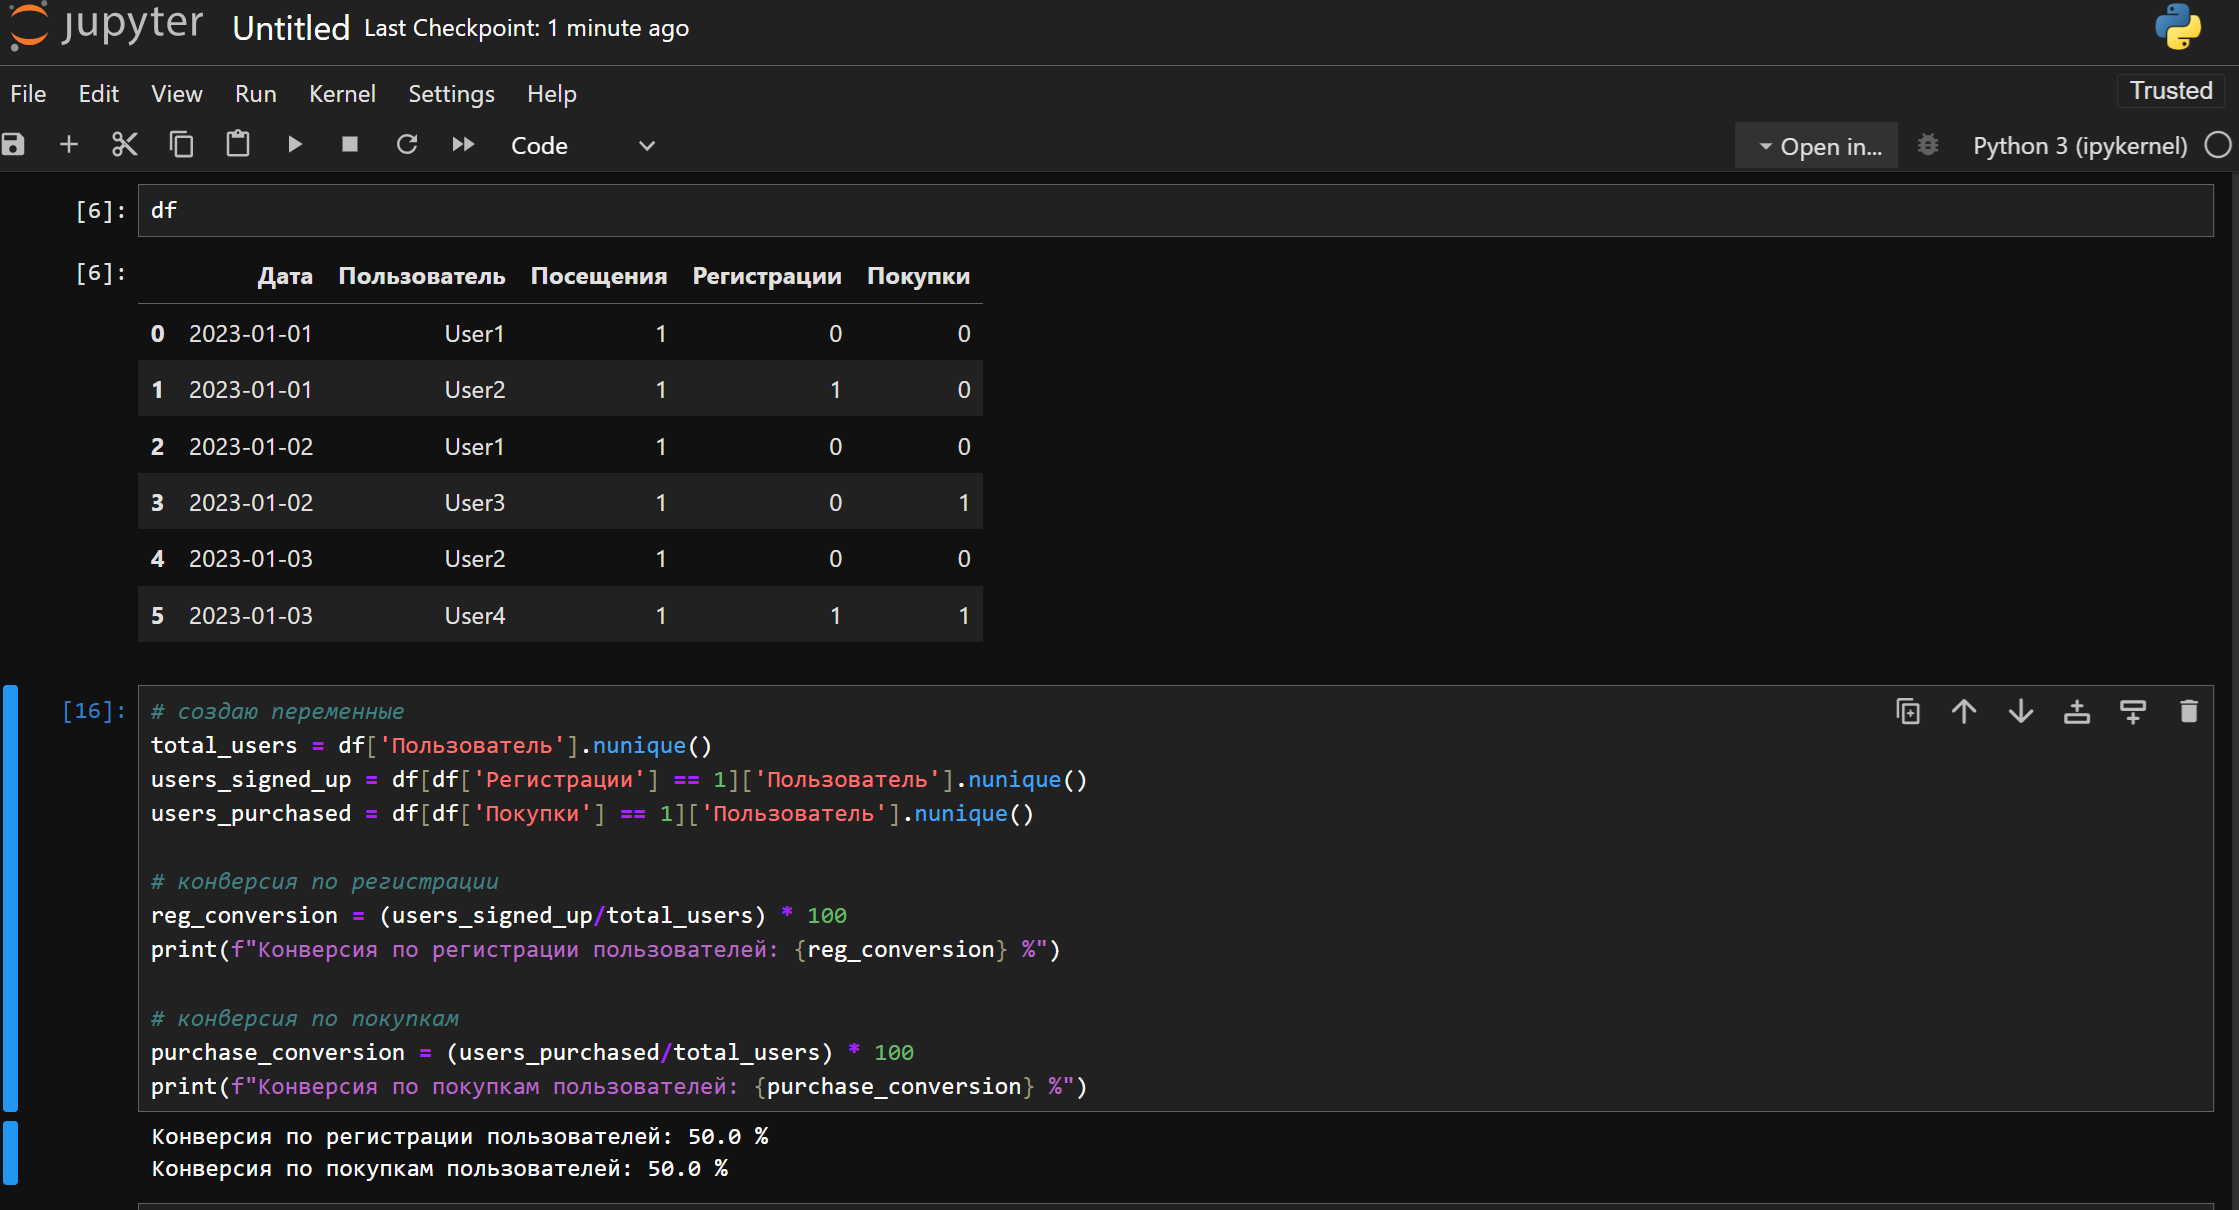 jupyter Untitled Last Checkpoint: 1 minute ago
File Edit View Run Kernel Settings Help Trusted
Code Open in... Python 3 (ipykernel)
[6]: df
[6]: Дата Пользователь Посещения Регистрации Покупки
0 2023-01-01 User1 1 0 0
1 2023-01-01 User2 1 1 0
2 2023-01-02 User1 1 0 0
3 2023-01-02 User3 1 0 1
4 2023-01-03 User2 1 0 0
5 2023-01-03 User4 1 1 1
[16]: # создаю переменные
total_users = df['Пользователь'].nunique()
users_signed_up = df[df['Регистрации'] == 1]['Пользователь'].nunique()
users_purchased = df[df['Покупки'] == 1]['Пользователь'].nunique()
# конверсия по регистрации
reg_conversion = (users_signed_up/total_users) * 100
print(f"Конверсия по регистрации пользователей: {reg_conversion} %")
# конверсия по покупкам
purchase_conversion = (users_purchased/total_users) * 100
print(f"Конверсия по покупкам пользователей: {purchase_conversion} %")
Конверсия по регистрации пользователей: 50.0 %
Конверсия по покупкам пользователей: 50.0 %